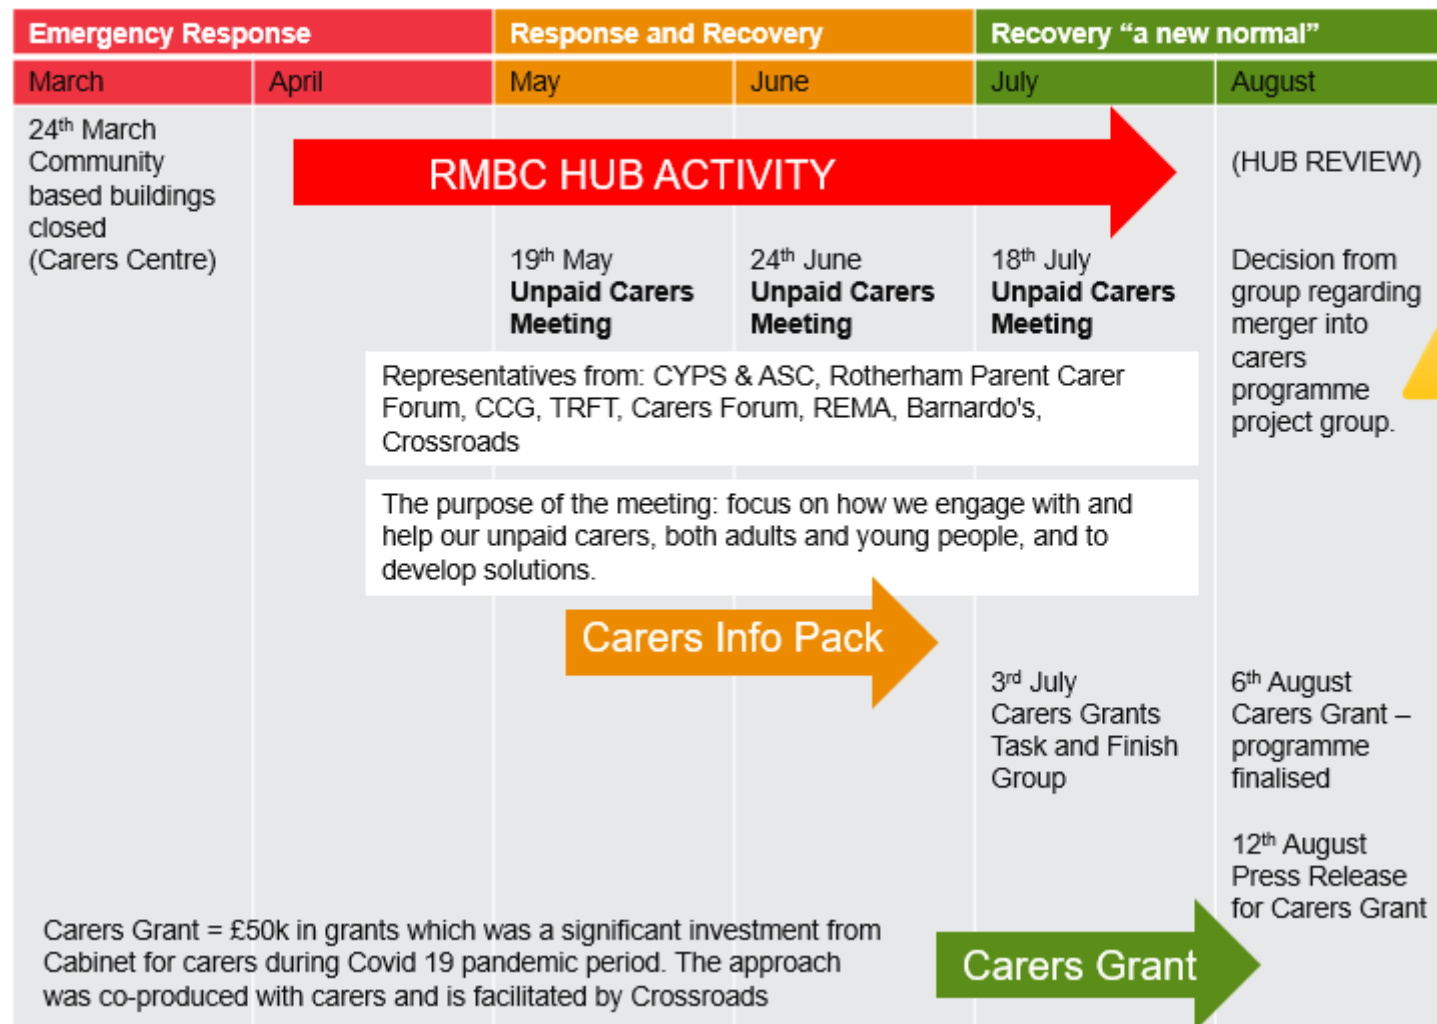 Emergency Response
Response and Recovery
Recovery “a new normal”
March
April
May
June
July
August
24th March
Community
based buildings
closed
(Carers Centre)
RMBC HUB ACTIVITY
(HUB REVIEW)
19th May
Unpaid Carers
Meeting
24th June
Unpaid Carers
Meeting
18th July
Unpaid Carers
Meeting
Decision from
group regarding
merger into
carers
programme
project group.
Representatives from: CYPS & ASC, Rotherham Parent Carer
Forum, CCG, TRFT, Carers Forum, REMA, Barnardo's,
Crossroads
The purpose of the meeting: focus on how we engage with and
help our unpaid carers, both adults and young people, and to
develop solutions.
Carers Info Pack
3rd July
Carers Grants
Task and Finish
Group
6th August
Carers Grant –
programme
finalised
12th August
Press Release
for Carers Grant
Carers Grant = £50k in grants which was a significant investment from
Cabinet for carers during Covid 19 pandemic period. The approach
was co-produced with carers and is facilitated by Crossroads
Carers Grant